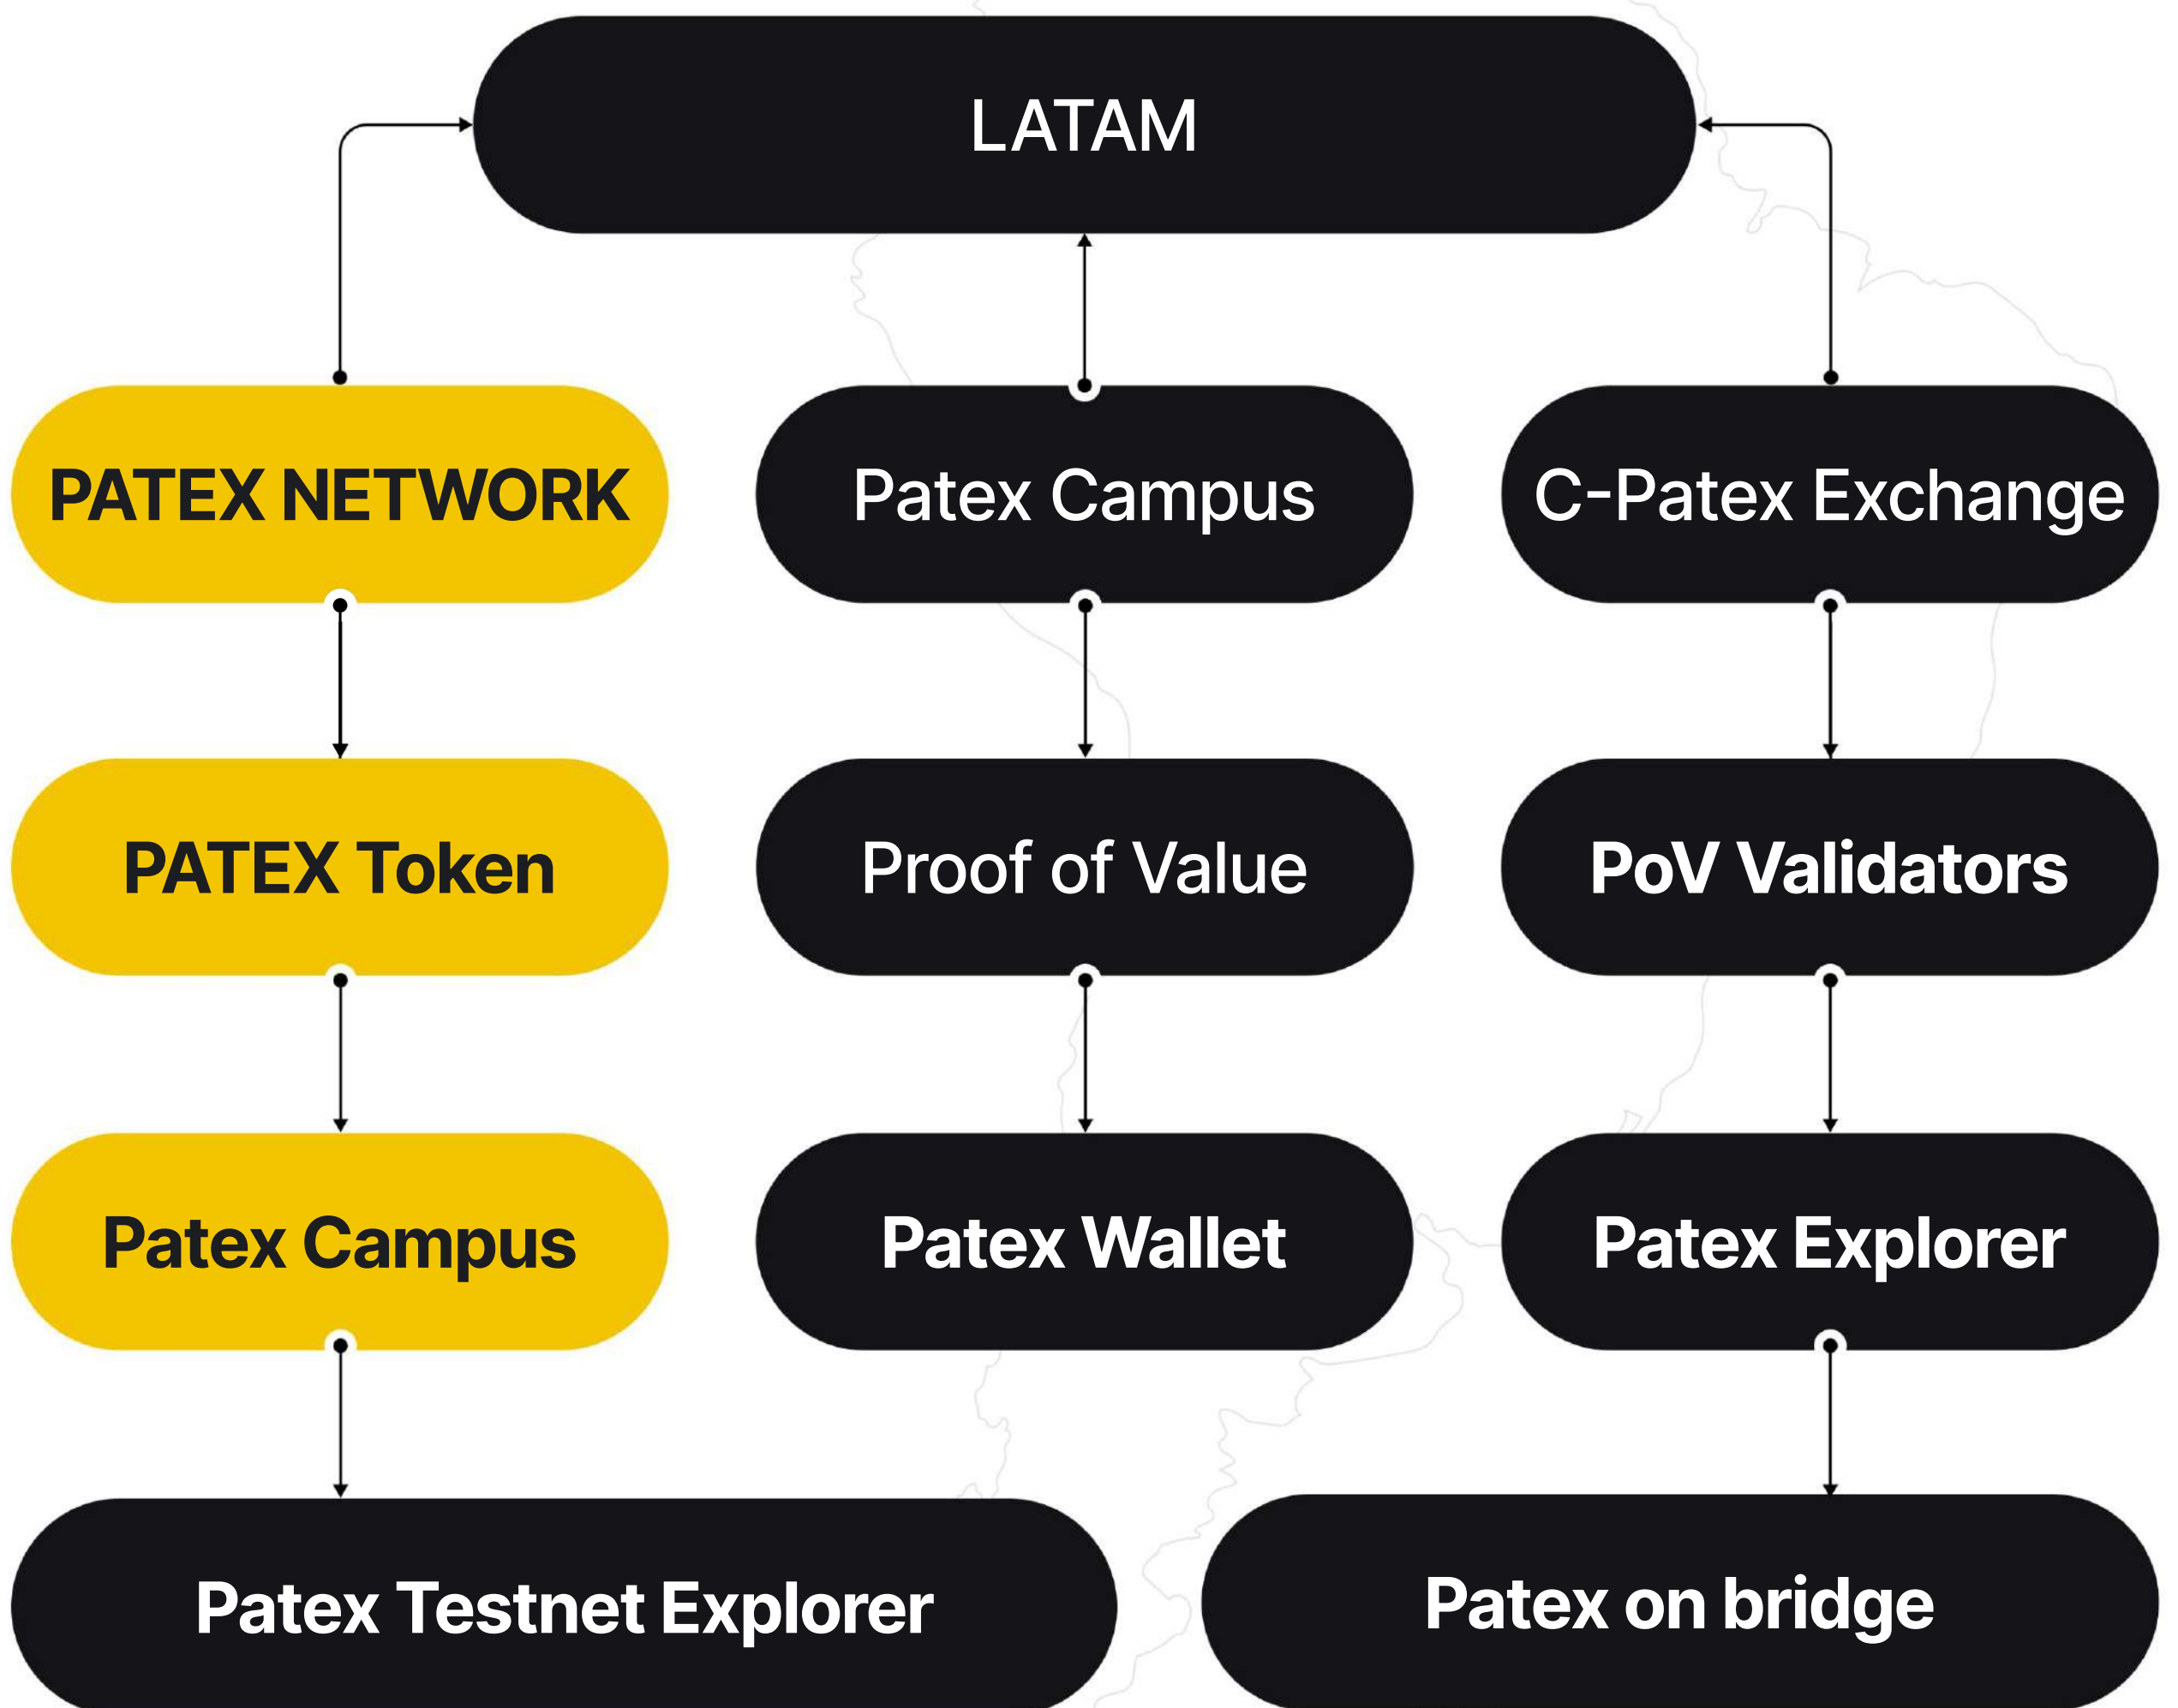 LATAM
PATEX NETWORK
Patex Campus
C-Patex Exchange
PATEX Token
Proof of Value
PoV Validators
Patex Campus
Patex Wallet
Patex Explorer
Patex Testnet Explorer
Patex on bridge